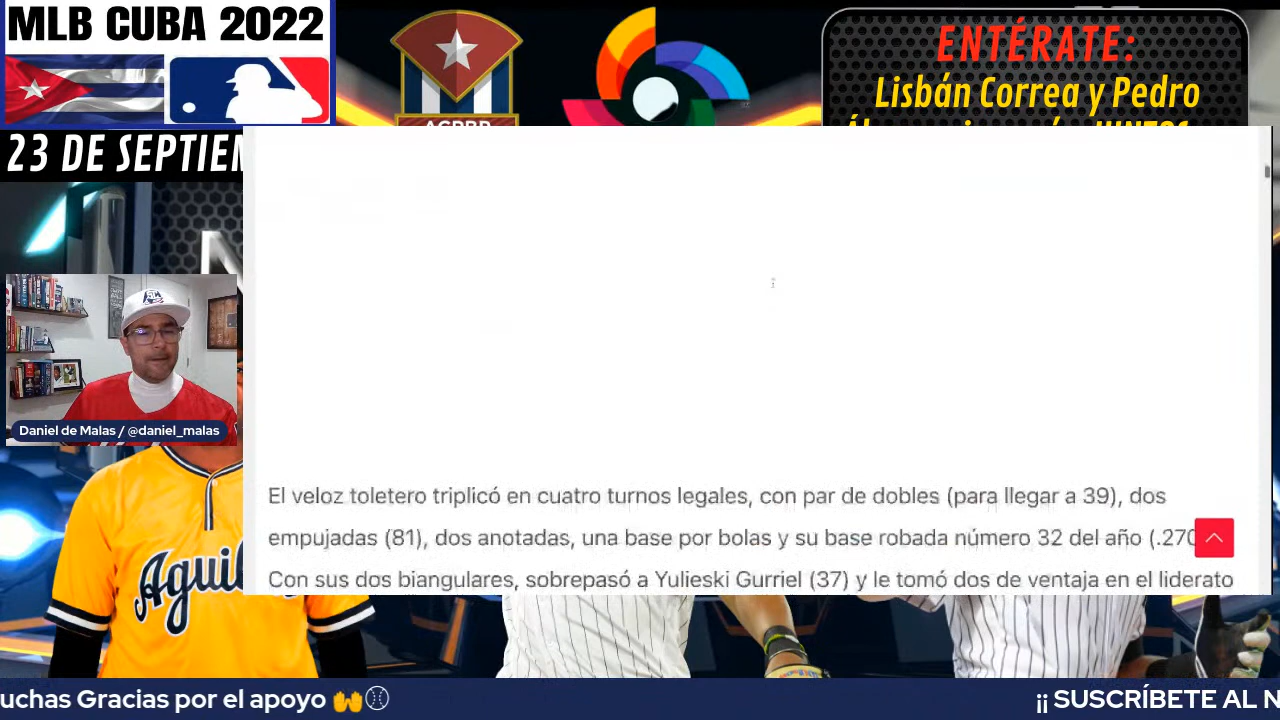 MLB CUBA 2022
ENTÉRATE:
Lisbán Correa y Pedro
23 DE SEPTIEM
Daniel de Malas / @daniel_malas
El veloz toletero triplicó en cuatro turnos legales, con par de dobles (para llegar a 39), dos
empujadas (81), dos anotadas, una base por bolas y su base robada número 32 del año (.270
Con sus dos biangulares, sobrepasó a Yulieski Gurriel (37) y le tomó dos de ventaja en el liderato
Agui
uchas Gracias por el apoyo 🙌⚾
¡¡ SUSCRÍBETE AL N